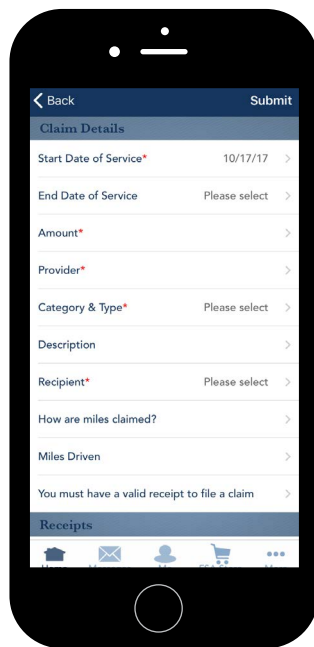 Back Submit
Claim Details
Start Date of Service* 10/17/17
End Date of Service Please select
Amount*
Provider*
Category & Type* Please select
Description
Recipient* Please select
How are miles claimed?
Miles Driven
You must have a valid receipt to file a claim
Receipts